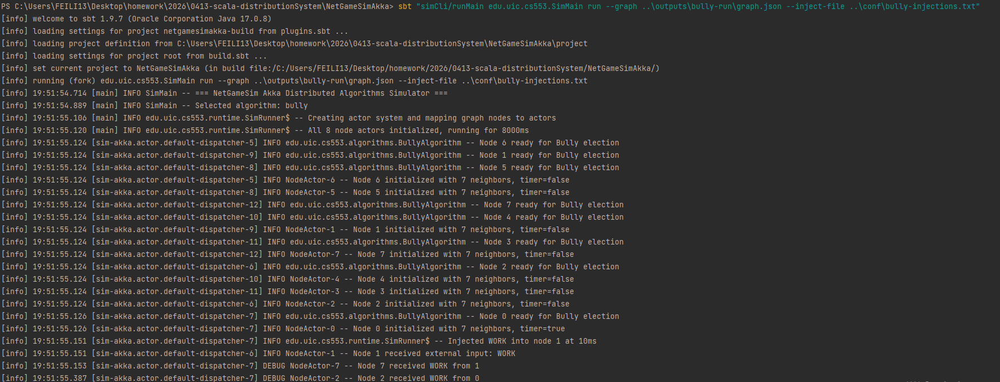 PS C:\Users\FEILI13\Desktop\homework\2026\0413-scala-distributionSystem\NetGameSimAkka> sbt "simCli/runMain edu.uic.cs553.SimMain run --graph ..\outputs\bully-run\graph.json --inject-file ..\conf\bully-injections.txt"
[info] welcome to sbt 1.9.7 (Oracle Corporation Java 17.0.8)
[info] loading settings for project netgamesimakka-build from plugins.sbt ...
[info] loading project definition from C:\Users\FEILI13\Desktop\homework\2026\0413-scala-distributionSystem\NetGameSimAkka\project
[info] loading settings for project root from build.sbt ...
[info] set current project to NetGameSimAkka (in build file:/C:/Users/FEILI13/Desktop/homework/2026/0413-scala-distributionSystem/NetGameSimAkka/)
[info] running (fork) edu.uic.cs553.SimMain run --graph ..\outputs\bully-run\graph.json --inject-file ..\conf\bully-injections.txt
[info] 19:51:54.714 [main] INFO SimMain -- === NetGameSim Akka Distributed Algorithms Simulator ===
[info] 19:51:54.889 [main] INFO SimMain -- Selected algorithm: bully
[info] 19:51:55.106 [main] INFO edu.uic.cs553.runtime.SimRunner$ -- Creating actor system and mapping graph nodes to actors
[info] 19:51:55.120 [main] INFO edu.uic.cs553.runtime.SimRunner$ -- All 8 node actors initialized, running for 8000ms
[info] 19:51:55.124 [sim-akka.actor.default-dispatcher-5] INFO edu.uic.cs553.algorithms.BullyAlgorithm -- Node 6 ready for Bully election
[info] 19:51:55.124 [sim-akka.actor.default-dispatcher-9] INFO edu.uic.cs553.algorithms.BullyAlgorithm -- Node 1 ready for Bully election
[info] 19:51:55.124 [sim-akka.actor.default-dispatcher-8] INFO edu.uic.cs553.algorithms.BullyAlgorithm -- Node 5 ready for Bully election
[info] 19:51:55.124 [sim-akka.actor.default-dispatcher-5] INFO NodeActor-6 -- Node 6 initialized with 7 neighbors, timer=false
[info] 19:51:55.124 [sim-akka.actor.default-dispatcher-8] INFO NodeActor-5 -- Node 5 initialized with 7 neighbors, timer=false
[info] 19:51:55.124 [sim-akka.actor.default-dispatcher-12] INFO edu.uic.cs553.algorithms.BullyAlgorithm -- Node 7 ready for Bully election
[info] 19:51:55.124 [sim-akka.actor.default-dispatcher-10] INFO edu.uic.cs553.algorithms.BullyAlgorithm -- Node 4 ready for Bully election
[info] 19:51:55.124 [sim-akka.actor.default-dispatcher-9] INFO NodeActor-1 -- Node 1 initialized with 7 neighbors, timer=false
[info] 19:51:55.124 [sim-akka.actor.default-dispatcher-11] INFO edu.uic.cs553.algorithms.BullyAlgorithm -- Node 3 ready for Bully election
[info] 19:51:55.124 [sim-akka.actor.default-dispatcher-12] INFO NodeActor-7 -- Node 7 initialized with 7 neighbors, timer=false
[info] 19:51:55.124 [sim-akka.actor.default-dispatcher-6] INFO edu.uic.cs553.algorithms.BullyAlgorithm -- Node 2 ready for Bully election
[info] 19:51:55.124 [sim-akka.actor.default-dispatcher-10] INFO NodeActor-4 -- Node 4 initialized with 7 neighbors, timer=false
[info] 19:51:55.124 [sim-akka.actor.default-dispatcher-11] INFO NodeActor-3 -- Node 3 initialized with 7 neighbors, timer=false
[info] 19:51:55.124 [sim-akka.actor.default-dispatcher-6] INFO NodeActor-2 -- Node 2 initialized with 7 neighbors, timer=false
[info] 19:51:55.126 [sim-akka.actor.default-dispatcher-7] INFO edu.uic.cs553.algorithms.BullyAlgorithm -- Node 0 ready for Bully election
[info] 19:51:55.126 [sim-akka.actor.default-dispatcher-7] INFO NodeActor-0 -- Node 0 initialized with 7 neighbors, timer=true
[info] 19:51:55.151 [sim-akka.actor.default-dispatcher-7] INFO edu.uic.cs553.runtime.SimRunner$ -- Injected WORK into node 1 at 10ms
[info] 19:51:55.151 [sim-akka.actor.default-dispatcher-6] INFO NodeActor-1 -- Node 1 received external input: WORK
[info] 19:51:55.153 [sim-akka.actor.default-dispatcher-7] DEBUG NodeActor-7 -- Node 7 received WORK from 1
[info] 19:51:55.387 [sim-akka.actor.default-dispatcher-7] DEBUG NodeActor-2 -- Node 2 received WORK from 0